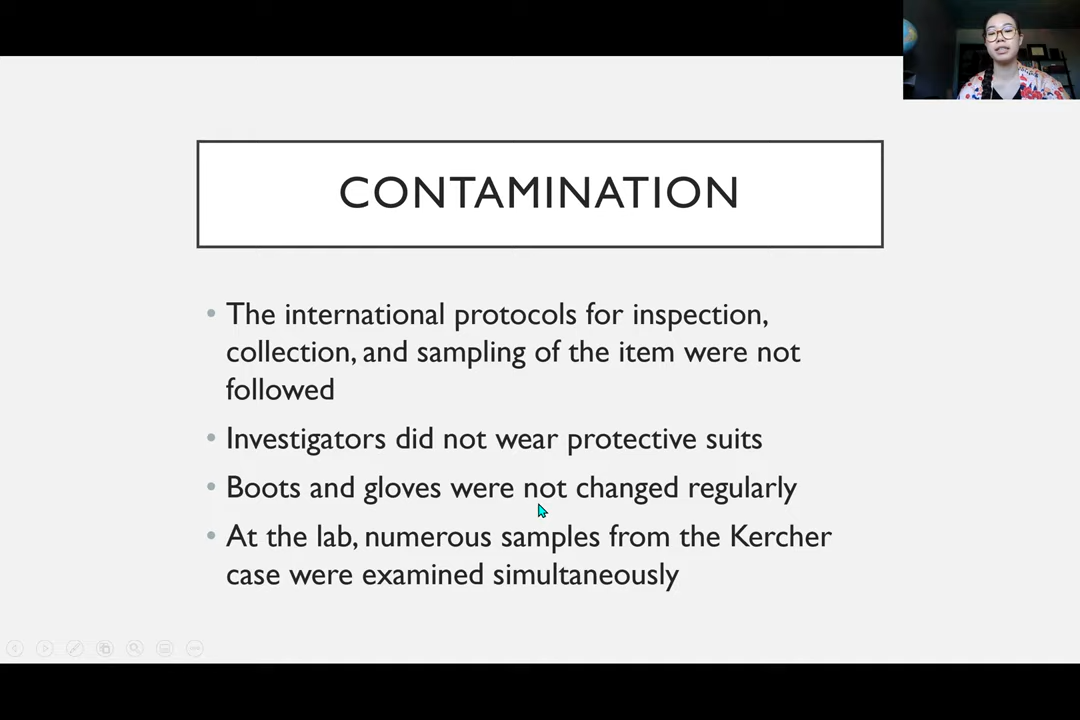 CONTAMINATION
• The international protocols for inspection,
collection, and sampling of the item were not
followed
• Investigators did not wear protective suits
• Boots and gloves were not changed regularly
• At the lab, numerous samples from the Kercher
case were examined simultaneously